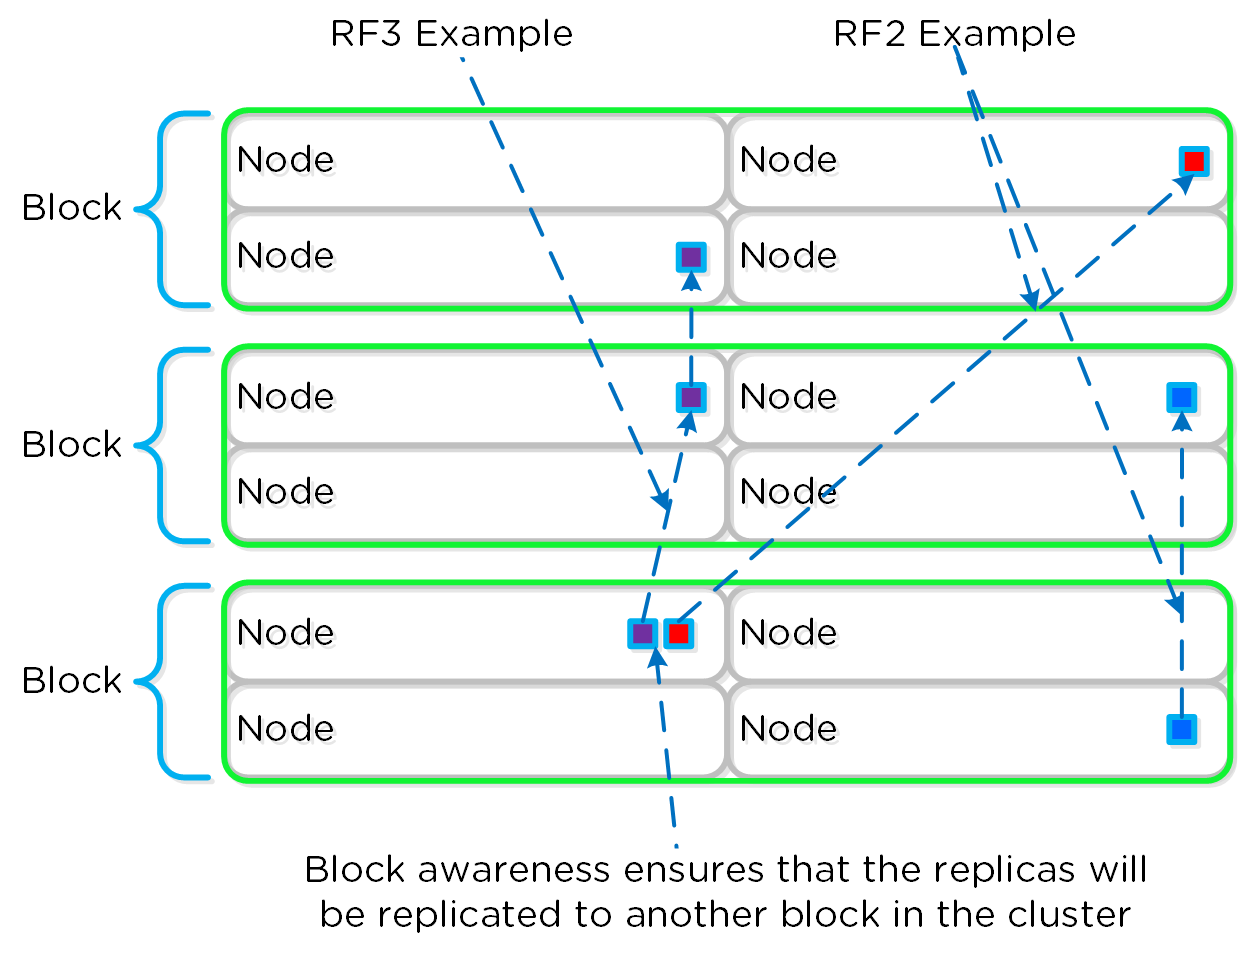 RF3 Example
RF2 Example
Block
Node
Node
Node
Node
Block
Node
Node
Node
Node
Block
Node
Node
Node
Node
Block awareness ensures that the replicas will
be replicated to another block in the cluster